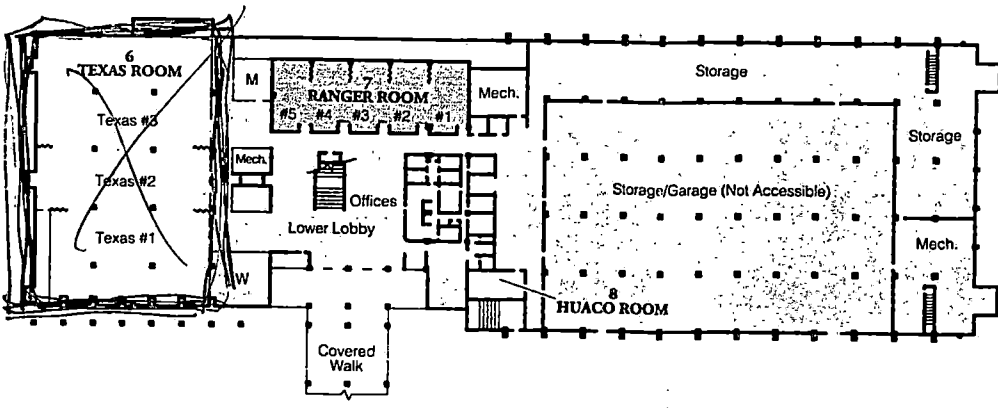 6
TEXAS ROOM
Texas #3
Texas #2
Texas #1
M
7
RANGER ROOM
#5 #4 #3 #2 #1
Mech.
Mech.
Offices
Lower Lobby
W
Covered
Walk
8
HUACO ROOM
Storage
Storage
Storage/Garage (Not Accessible)
Mech.